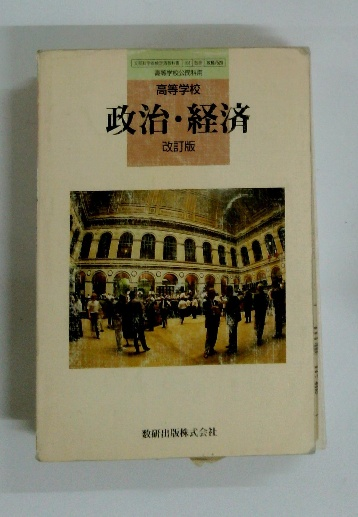 高等学校公民科用
高等学校
政治・経済
改訂版
数研出版株式会社